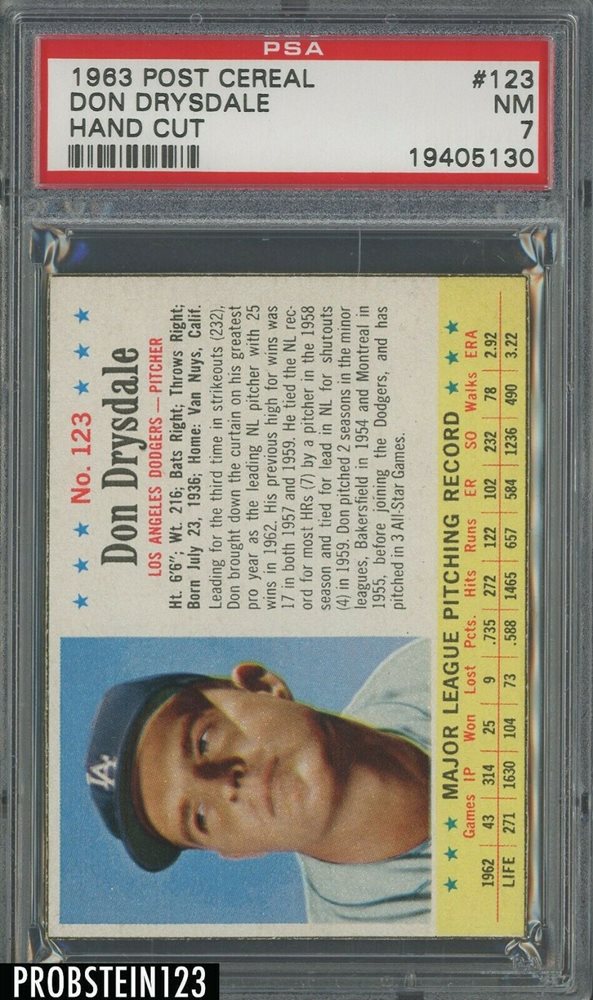 PSA
1963 POST CEREAL #123
DON DRYSDALE NM
HAND CUT 7
19405130
★ ★ ★ No. 123 ★ ★ ★
Don Drysdale
LOS ANGELES DODGERS — PITCHER
Ht. 6'6"; Wt. 216; Bats Right; Throws Right;
Born July 23, 1936; Home: Van Nuys, Calif.
Leading for the third time in strikeouts (232),
Don brought down the curtain on his greatest
pro year as the leading NL pitcher with 25
wins in 1962. His previous high for wins was
17 in both 1957 and 1959. He tied the NL rec-
ord for most HRs (7) by a pitcher in the 1958
season and tied for lead in NL for shutouts
(4) in 1959. Don pitched 2 seasons in the minor
leagues, Bakersfield in 1954 and Montreal in
1955, before joining the Dodgers, and has
pitched in 3 All-Star Games.
LA
★ ★ ★ MAJOR LEAGUE PITCHING RECORD ★ ★ ★
Games IP Won Lost Pcts. Hits Runs ER SO Walks ERA
1962 43 314 25 9 .735 272 122 102 232 78 2.92
LIFE 271 1630 104 73 .588 1465 657 584 1236 490 3.22
PROBSTEIN123